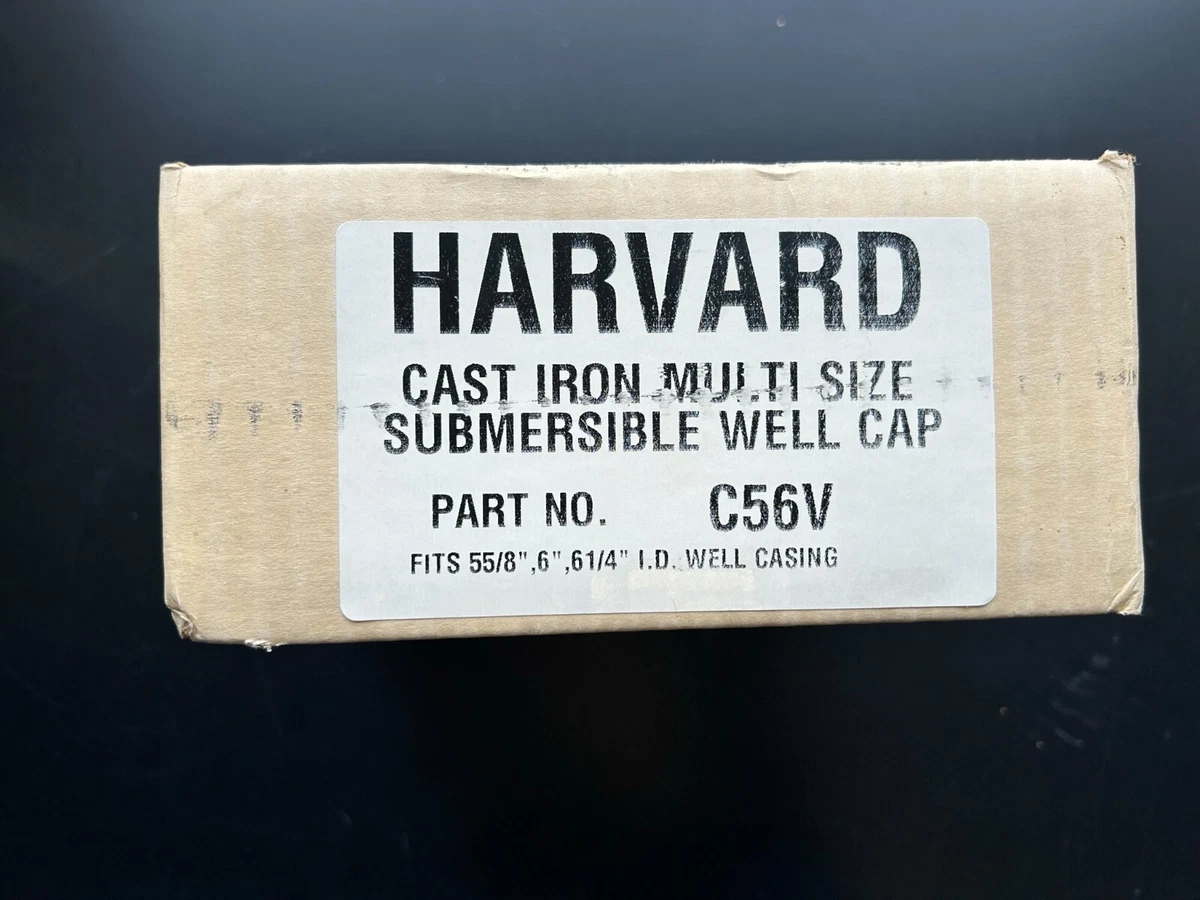 HARVARD
CAST IRON MULTI SIZE
SUBMERSIBLE WELL CAP
PART NO. C56V
FITS 55/8",6",61/4" I.D. WELL CASING